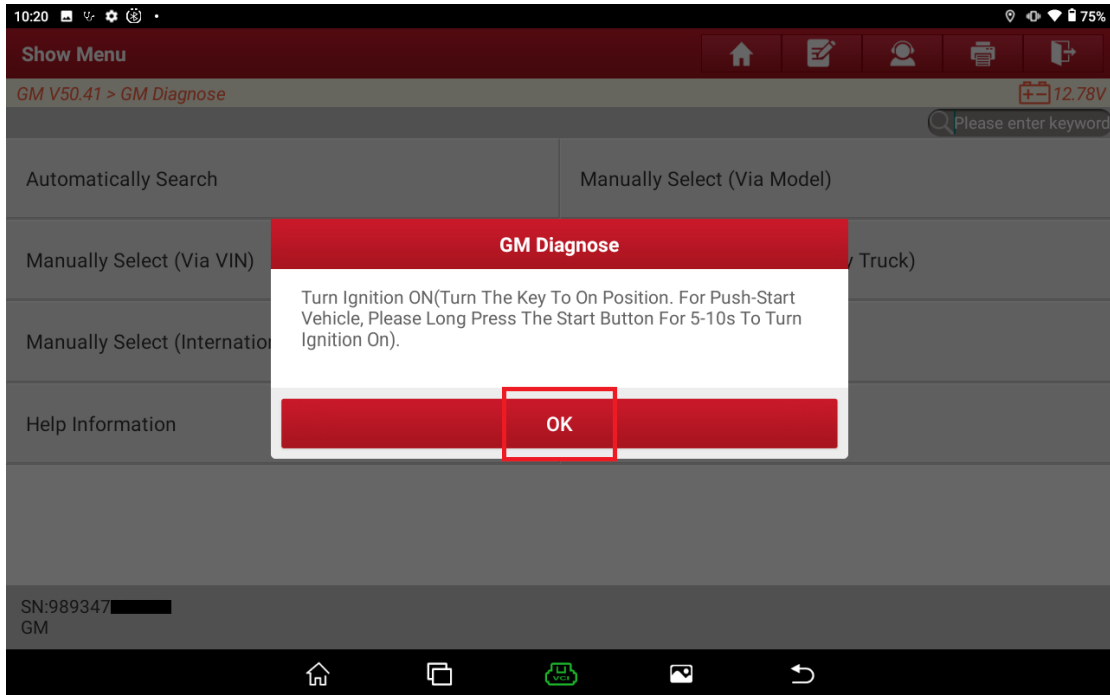 10:20
75%
Show Menu
GM V50.41 > GM Diagnose
12.78V
Please enter keyword
Automatically Search
Manually Select (Via Model)
GM Diagnose
Manually Select (Via VIN)
y Truck)
Turn Ignition ON(Turn The Key To On Position. For Push-Start
Vehicle, Please Long Press The Start Button For 5-10s To Turn
Ignition On).
Manually Select (Internation
Help Information
OK
SN:989347
GM
VCI